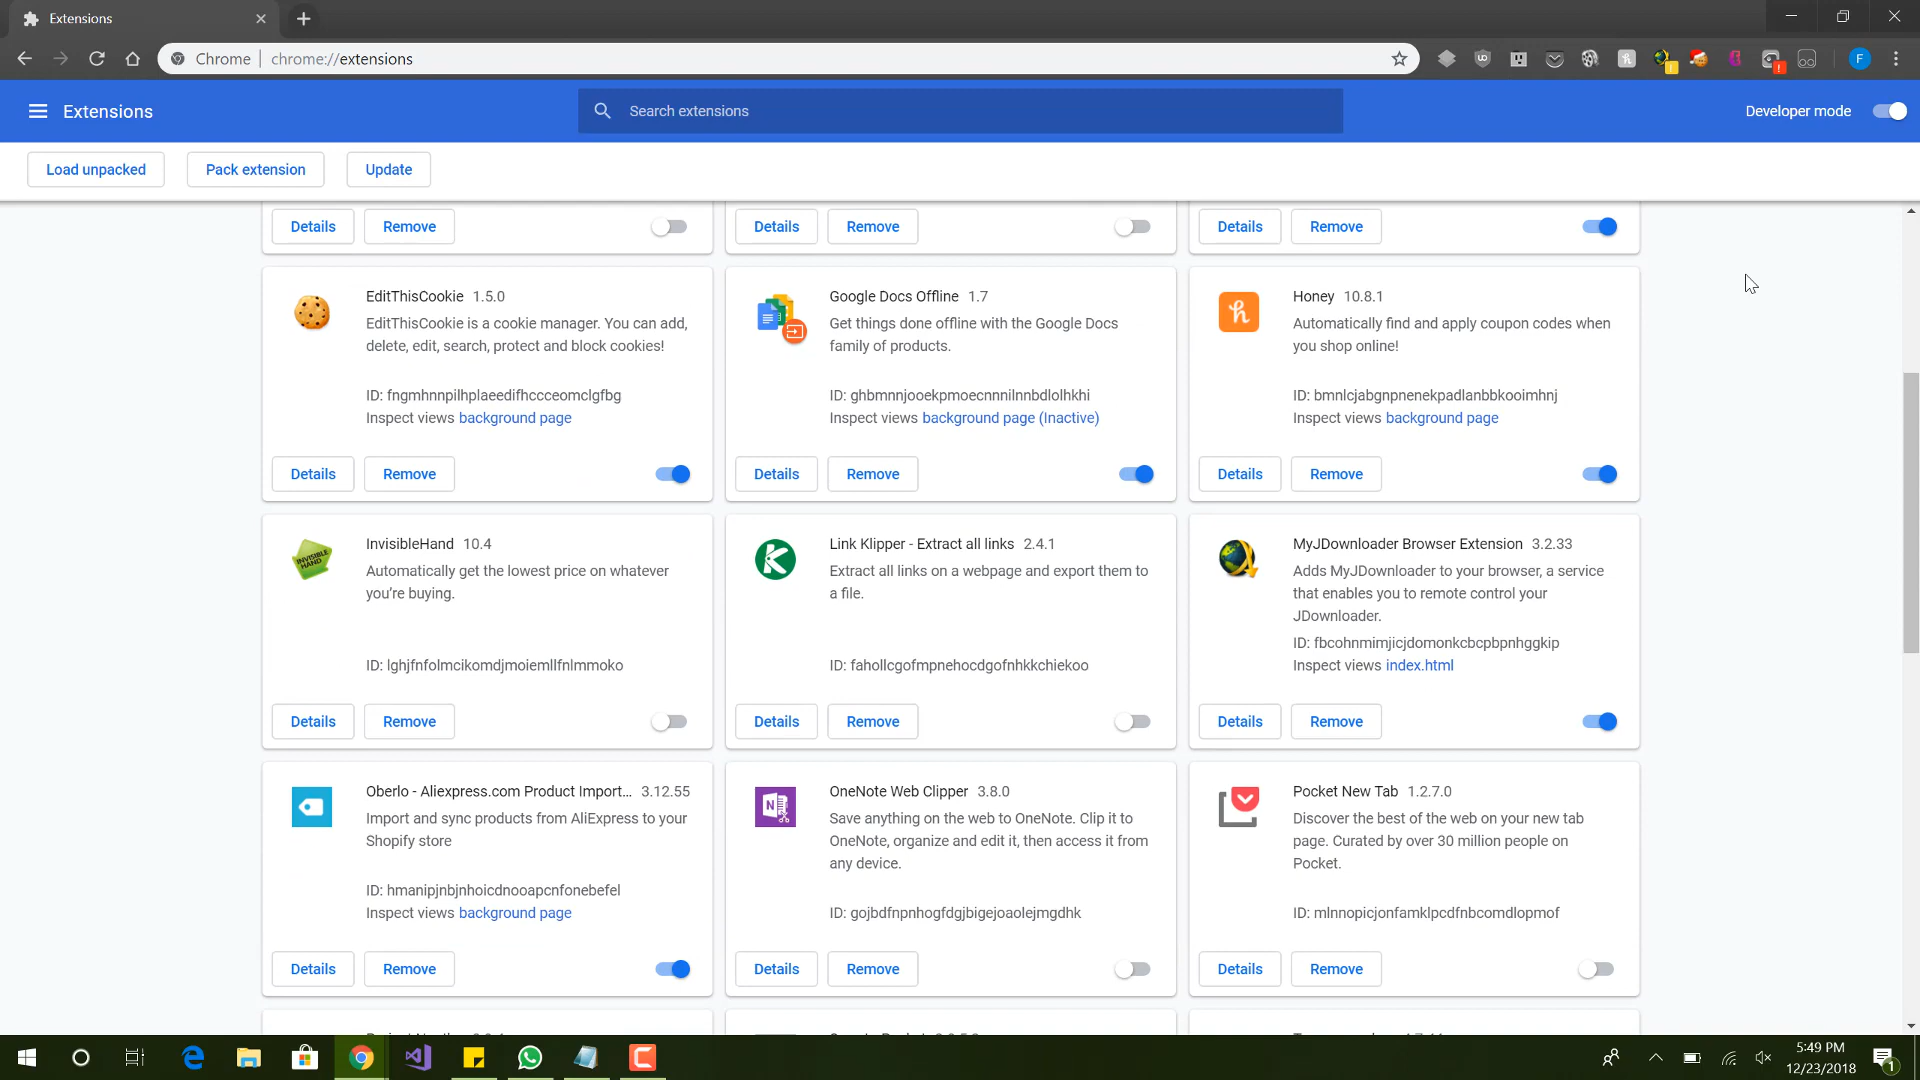 Extensions
Chrome
chrome://extensions
F
Extensions
Search extensions
Developer mode
Load unpacked
Pack extension
Update
Details
Remove
Details
Remove
Details
Remove
EditThisCookie 1.5.0
EditThisCookie is a cookie manager. You can add,
delete, edit, search, protect and block cookies!
ID: fngmhnnpilhplaeedifhccceomclgfbg
Inspect views background page
Details
Remove
Google Docs Offline 1.7
Get things done offline with the Google Docs
family of products.
ID: ghbmnnjooekpmoecnnnilnnbdlolhkhi
Inspect views background page (Inactive)
Details
Remove
Honey 10.8.1
Automatically find and apply coupon codes when
you shop online!
ID: bmnlcjabgnpnenekpadlanbbkooimhnj
Inspect views background page
Details
Remove
INVISIBLE
HAND
InvisibleHand 10.4
Automatically get the lowest price on whatever
you're buying.
ID: lghjfnfolmcikomdjmoiemllfnlmmoko
Details
Remove
Link Klipper - Extract all links 2.4.1
Extract all links on a webpage and export them to
a file.
ID: fahollcgofmpnehocdgofnhkkchiekoo
Details
Remove
MyJDownloader Browser Extension 3.2.33
Adds MyJDownloader to your browser, a service
that enables you to remote control your
JDownloader.
ID: fbcohnmimjicjdomonkcbcpbpnhggkip
Inspect views index.html
Details
Remove
Oberlo - Aliexpress.com Product Import... 3.12.55
Import and sync products from AliExpress to your
Shopify store
ID: hmanipjnbjnhoicdnooapcnfonebefel
Inspect views background page
Details
Remove
OneNote Web Clipper 3.8.0
Save anything on the web to OneNote. Clip it to
OneNote, organize and edit it, then access it from
any device.
ID: gojbdfnpnhogfdgjbigejoaolejmgdhk
Details
Remove
Pocket New Tab 1.2.7.0
Discover the best of the web on your new tab
page. Curated by over 30 million people on
Pocket.
ID: mlnnopicjonfamklpcdfnbcomdlopmof
Details
Remove
5:49 PM
12/23/2018
1